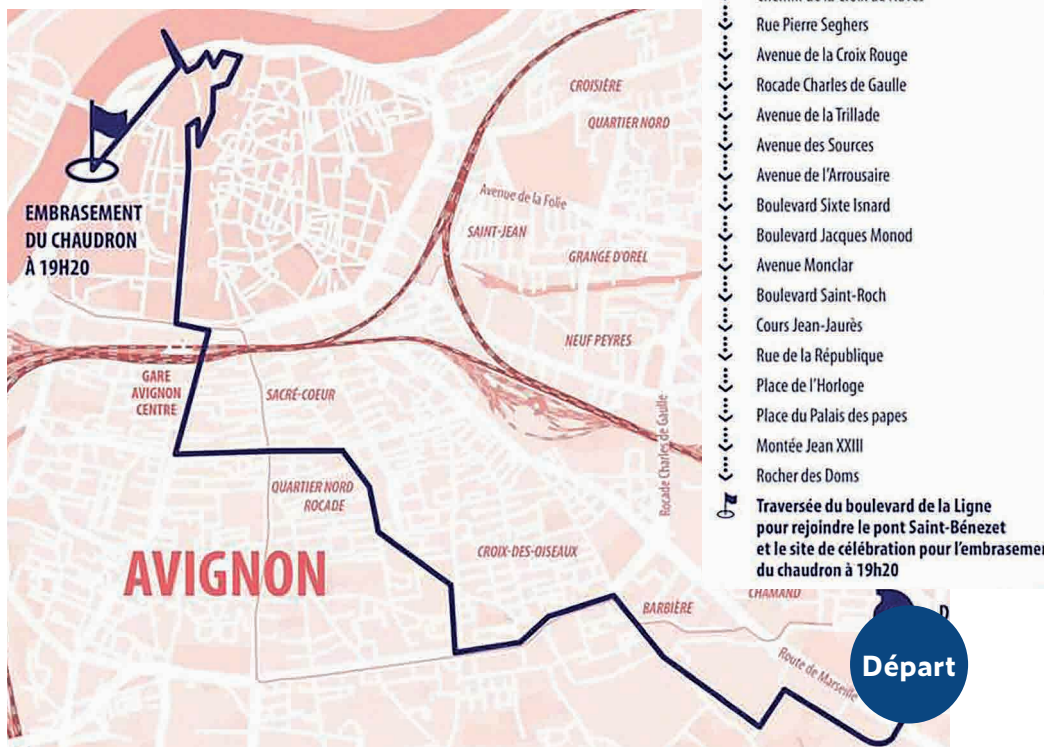 Rue Pierre Seghers
Avenue de la Croix Rouge
Rocade Charles de Gaulle
Avenue de la Trillade
Avenue des Sources
Avenue de l'Arrousaire
Boulevard Sixte Isnard
Boulevard Jacques Monod
Avenue Monclar
Boulevard Saint-Roch
Cours Jean-Jaurès
Rue de la République
Place de l'Horloge
Place du Palais des papes
Montée Jean XXIII
Rocher des Doms
Traversée du boulevard de la Ligne
pour rejoindre le pont Saint-Bénezet
et le site de célébration pour l'embrasemen
du chaudron à 19h20
CROISIÈRE
QUARTIER NORD
Avenue de la Folie
SAINT-JEAN
GRANGE D'OREL
EMBRASEMENT
DU CHAUDRON
À 19H20
NEUF PEYRES
GARE
AVIGNON
CENTRE
SACRÉ-COEUR
Rocade Charles de Gaulle
QUARTIER NORD
ROCADE
CROIX-DES-OISEAUX
AVIGNON
BARBIÈRE
CHAMAND
D
Route de Marseille
Départ